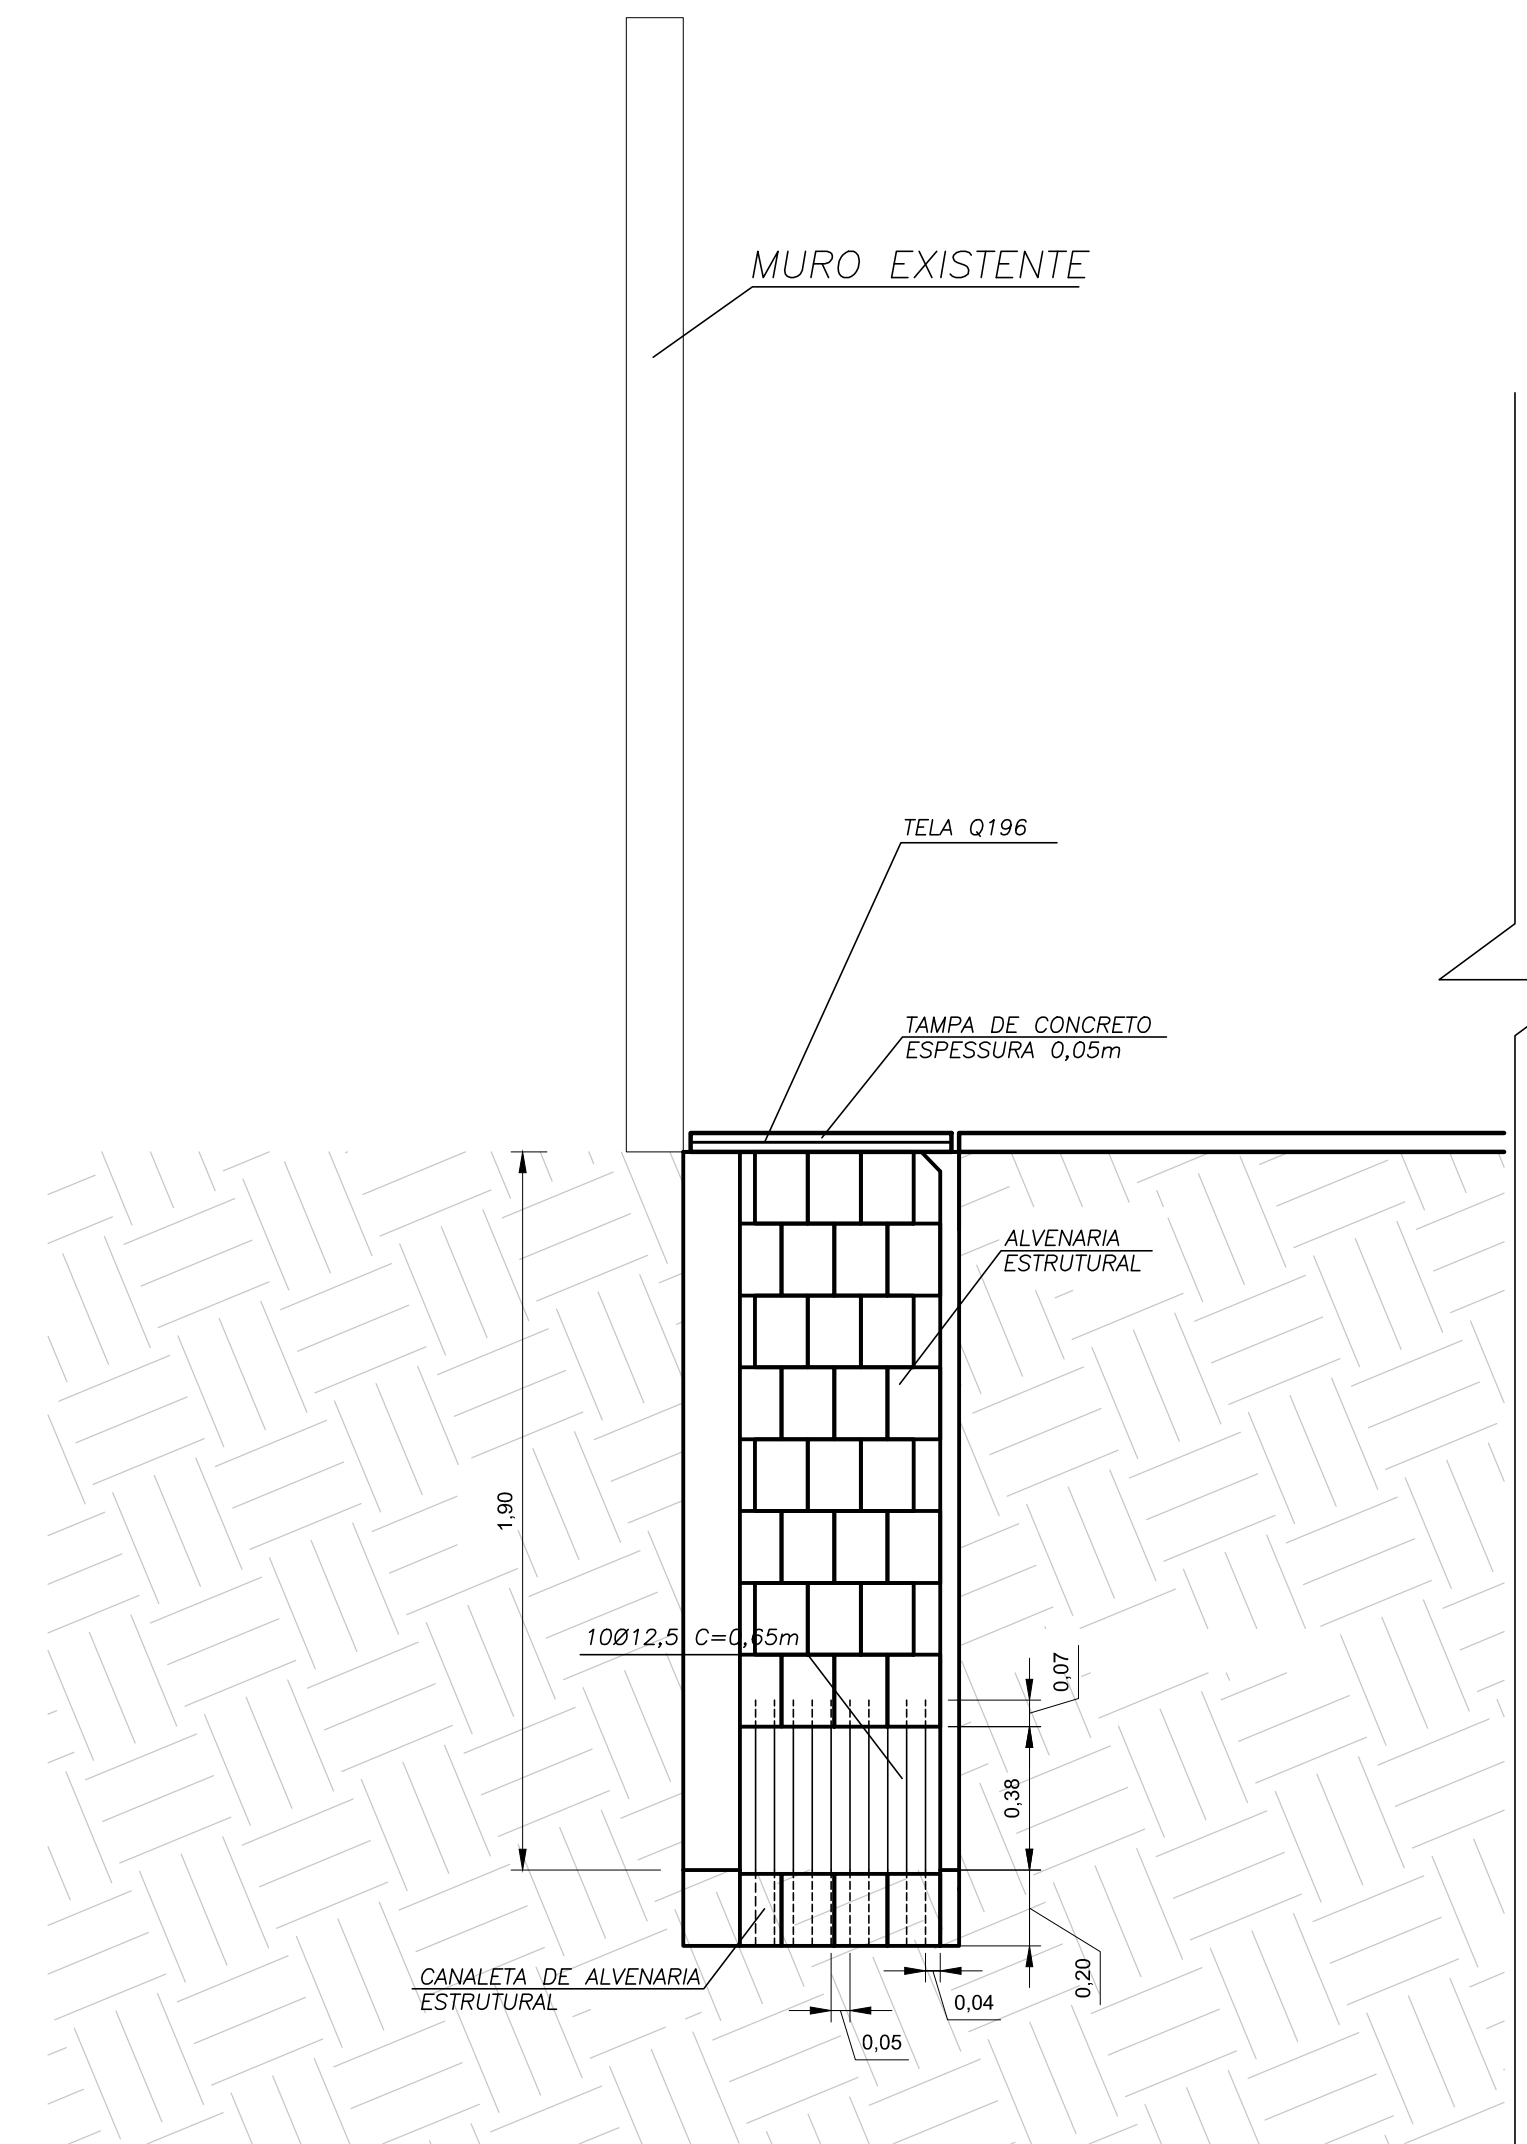 MURO EXISTENTE
TELA Q196
TAMPA DE CONCRETO
ESPESSURA 0,05m
ALVENARIA
ESTRUTURAL
1,90
10Ø12,5 C=0,65m
0,07
0,38
0,20
CANALETA DE ALVENARIA
ESTRUTURAL
0,04
0,05